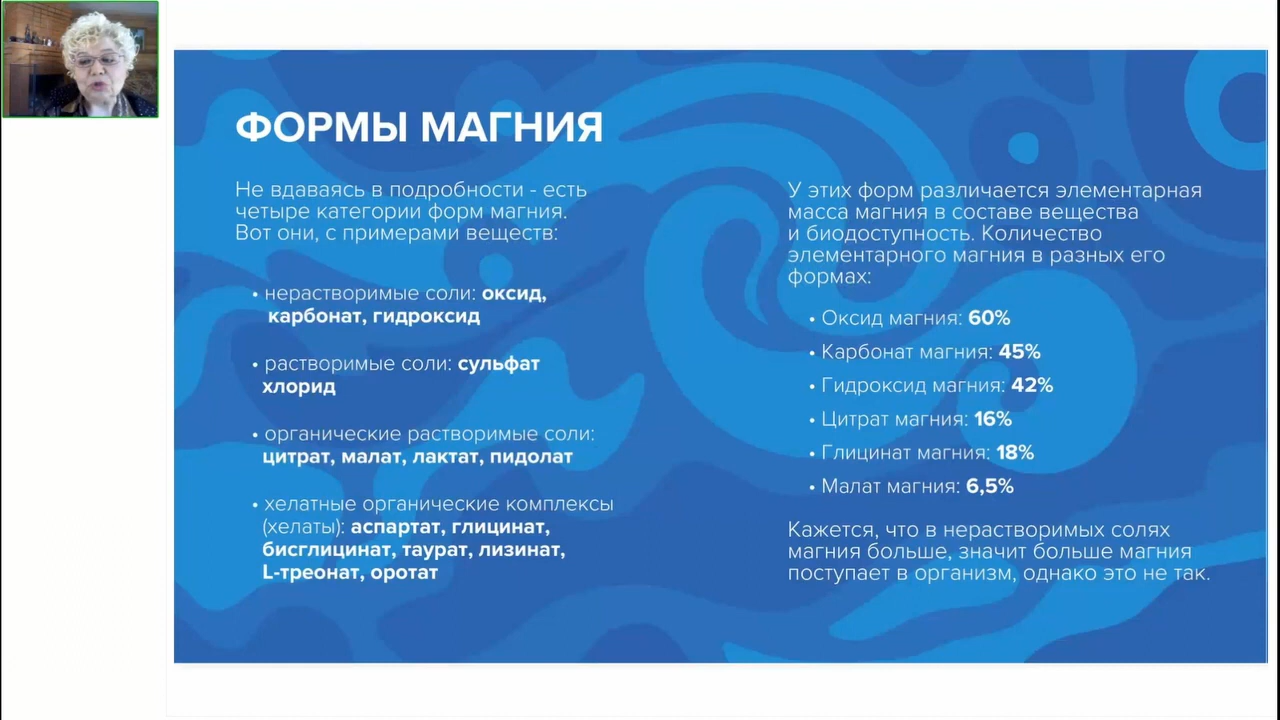 ФОРМЫ МАГНИЯ
Не вдаваясь в подробности - есть
четыре категории форм магния.
Вот они, с примерами веществ:
• нерастворимые соли: оксид,
карбонат, гидроксид
• растворимые соли: сульфат
хлорид
• органические растворимые соли:
цитрат, малат, лактат, пидолат
• хелатные органические комплексы
(хелаты): аспартат, глицинат,
бисглицинат, таурат, лизинат,
L-треонат, оротат
У этих форм различается элементарная
масса магния в составе вещества
и биодоступность. Количество
элементарного магния в разных его
формах:
• Оксид магния: 60%
• Карбонат магния: 45%
• Гидроксид магния: 42%
• Цитрат магния: 16%
• Глицинат магния: 18%
• Малат магния: 6,5%
Кажется, что в нерастворимых солях
магния больше, значит больше магния
поступает в организм, однако это не так.